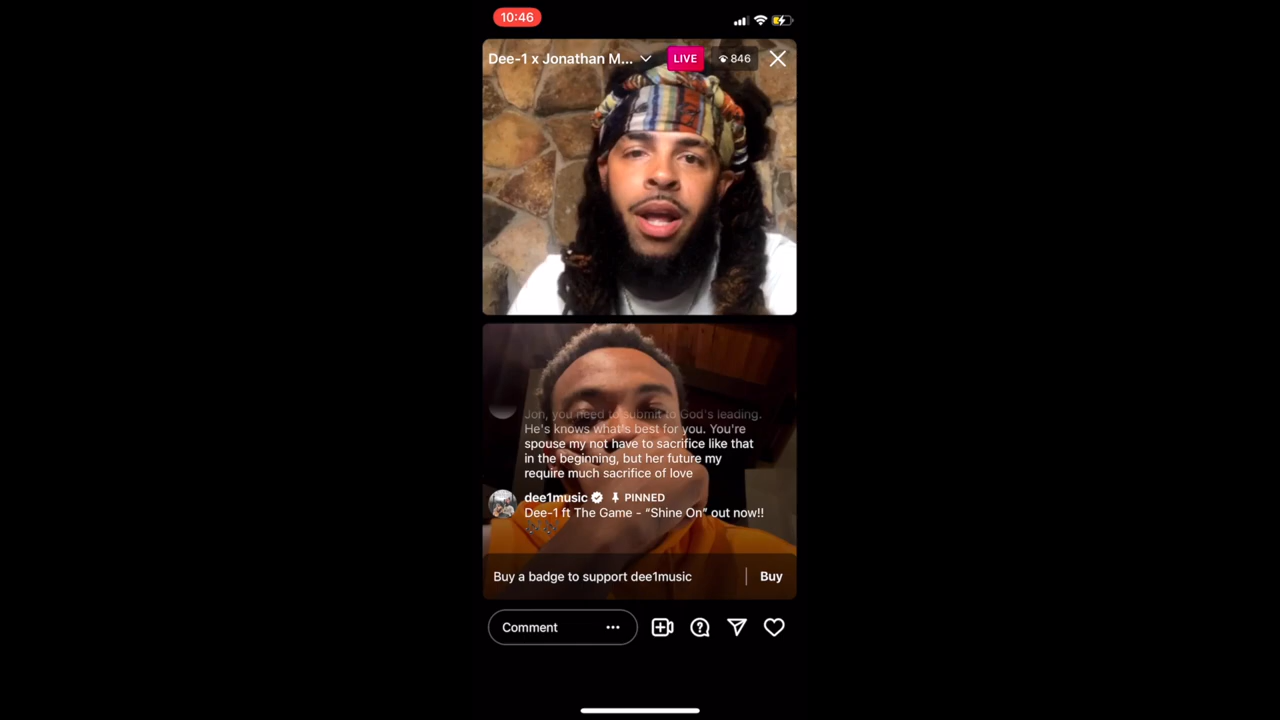 10:46
Dee-1 x Jonathan M... LIVE 846
Jon, you need to submit to God's leading.
He's knows what's best for you. You're
spouse my not have to sacrifice like that
in the beginning, but her future my
require much sacrifice of love
dee1music PINNED
Dee-1 ft The Game - “Shine On” out now!!
Buy a badge to support dee1music | Buy
Comment ...